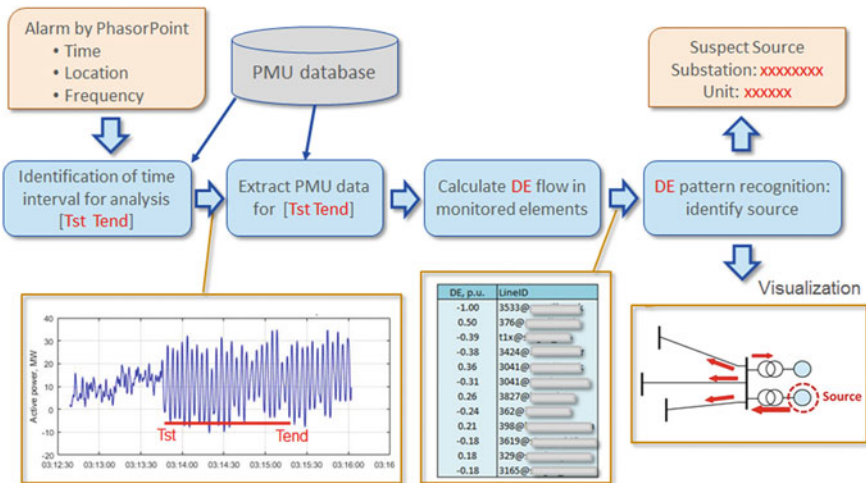 Alarm by PhasorPoint
• Time
• Location
• Frequency
PMU database
Suspect Source
Substation: xxxxxxxx
Unit: xxxxxx
Identification of time
interval for analysis
[Tst Tend]
Extract PMU data
for [Tst Tend]
Calculate DE flow in
monitored elements
DE pattern recognition:
identify source
Visualization
Active power, MW
40
30
20
10
0
-10
-20
Tst
Tend
03:12:30
03:13:00
03:13:30
03:14:00
03:14:30
03:15:00
03:15:30
03:16:00
03:16
DE, p.u. LineID
-1.00 3533@
0.50 376@
-0.39 t1x@
-0.38 3424@
0.36 3041@
-0.31 3041@
0.26 3827@
-0.24 362@
0.21 398@
-0.18 3619@
0.18 329@
-0.18 3165@
Source